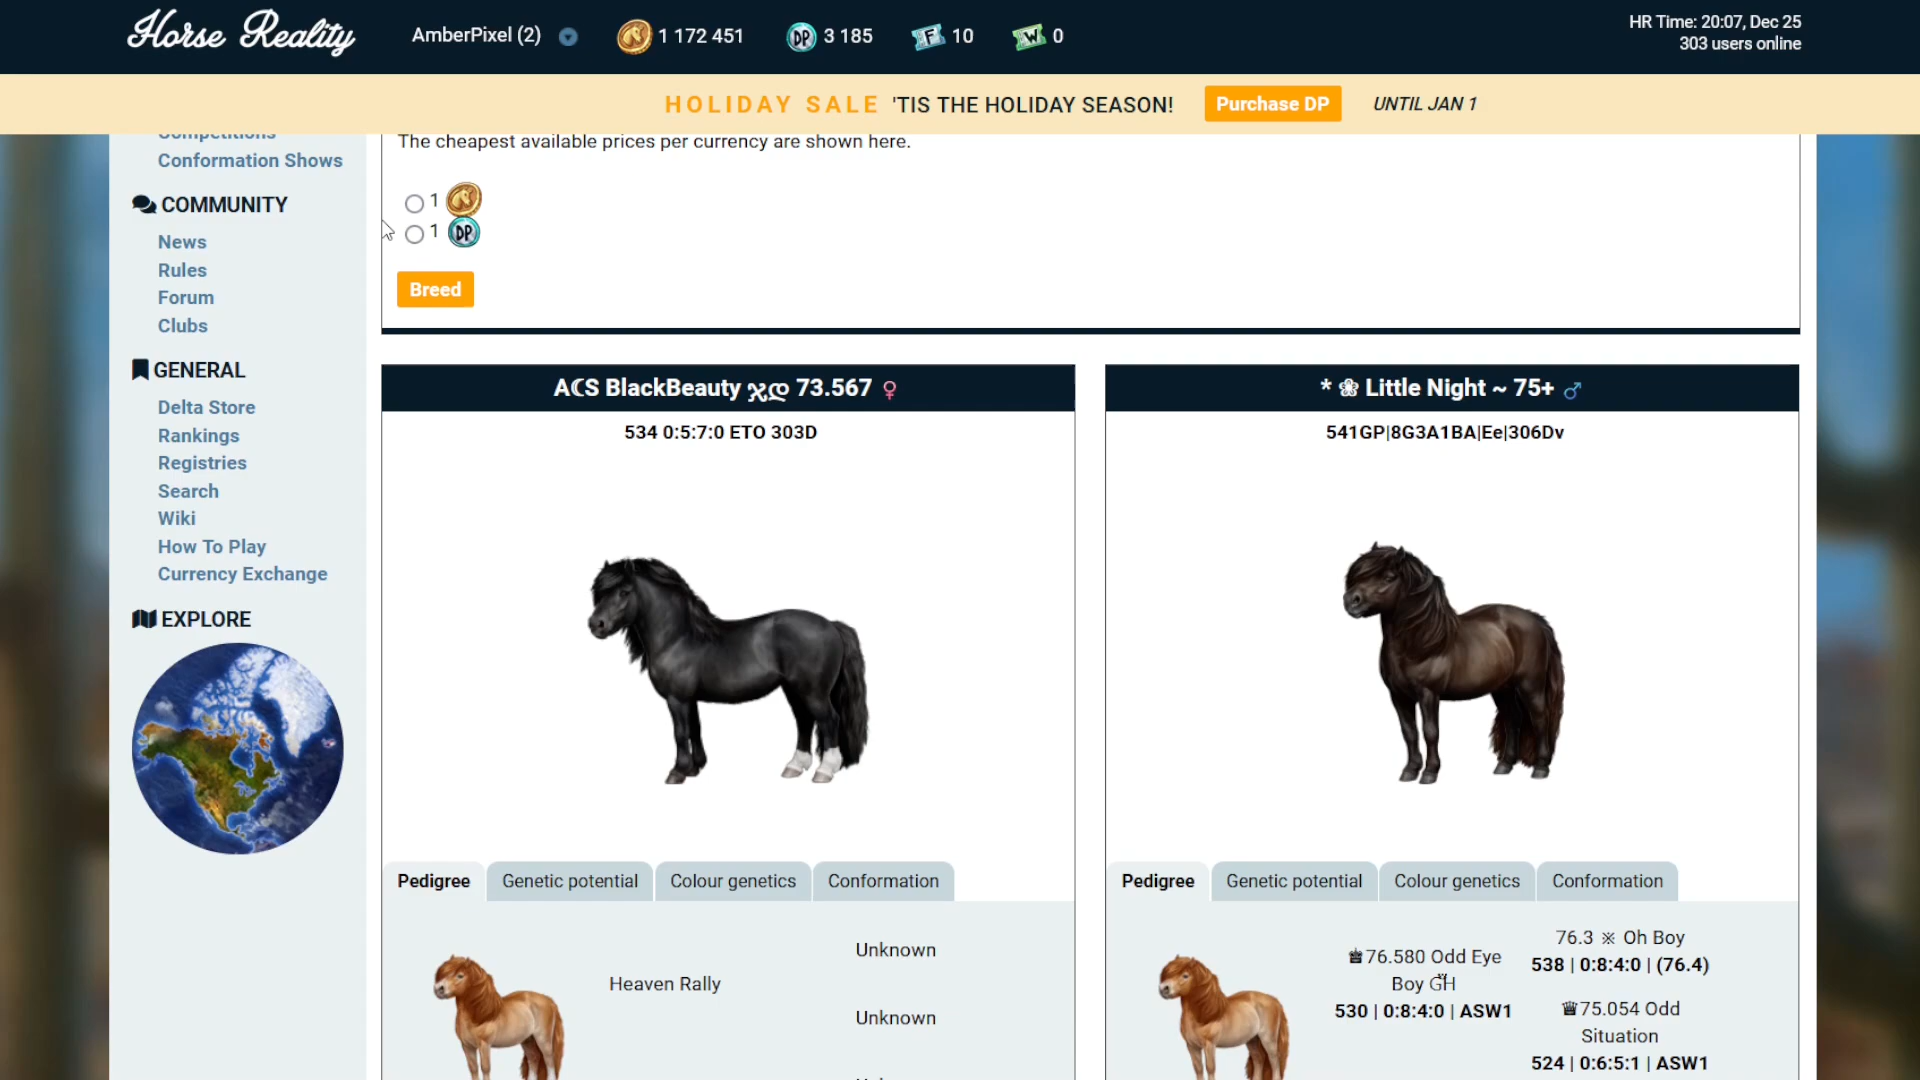 Horse Reality
AmberPixel (2)
1 172 451
3 185
10
0
HR Time: 20:07, Dec 25
303 users online
HOLIDAY SALE 'TIS THE HOLIDAY SEASON!
Purchase DP
UNTIL JAN 1
Competitions
Conformation Shows
COMMUNITY
News
Rules
Forum
Clubs
GENERAL
Delta Store
Rankings
Registries
Search
Wiki
How To Play
Currency Exchange
EXPLORE
The cheapest available prices per currency are shown here.
1
1 DP
Breed
A☾S BlackBeauty 73.567 ♀
534 0:5:7:0 ETO 303D
Pedigree
Genetic potential
Colour genetics
Conformation
Heaven Rally
Unknown
Unknown
* ❀ Little Night ~ 75+ ♂
541GP|8G3A1BA|Ee|306Dv
Pedigree
Genetic potential
Colour genetics
Conformation
♚76.580 Odd Eye
Boy GH
530 | 0:8:4:0 | ASW1
76.3 ※ Oh Boy
538 | 0:8:4:0 | (76.4)
♕75.054 Odd
Situation
524 | 0:6:5:1 | ASW1